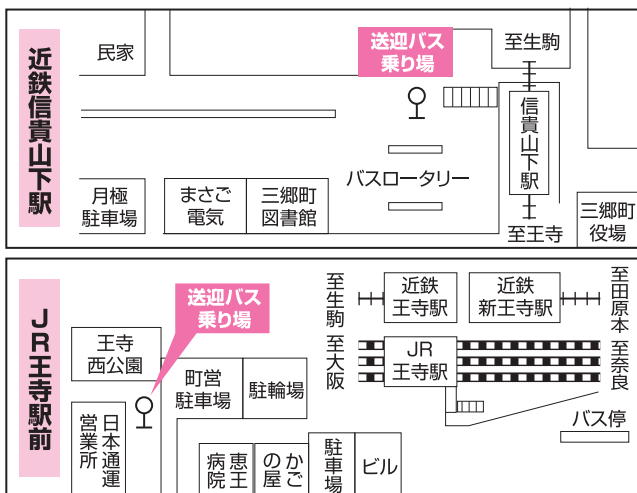 近鉄信貴山下駅
民家
送迎バス
乗り場
至生駒
信貴山下駅
バスロータリー
月極
駐車場
まさご
電気
三郷町
図書館
至王寺
三郷町
役場
JR王寺駅前
送迎バス
乗り場
至生駒
近鉄
王寺駅
近鉄
新王寺駅
至田原本
王寺
西公園
至大阪
JR
王寺駅
至奈良
町営
駐車場
駐輪場
バス停
日本通運
営業所
恵王
病院
かご
の屋
駐車場
ビル